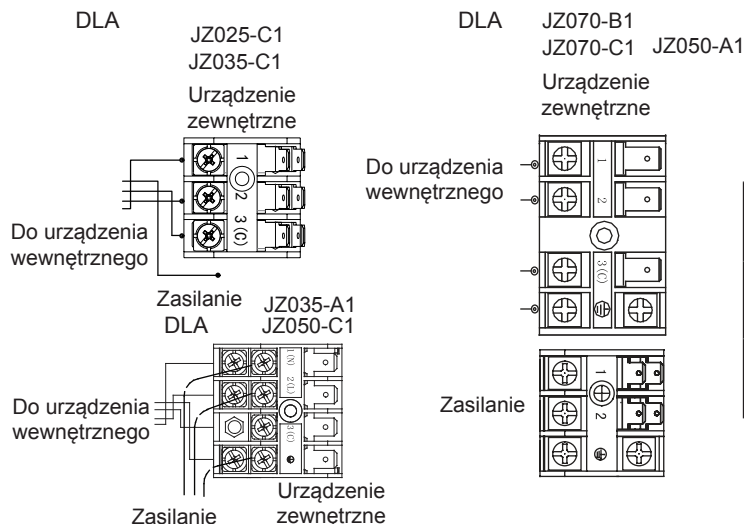 DLA
JZ025-C1
JZ035-C1
Urządzenie
zewnętrzne
1
2
3 (C)
Do urządzenia
wewnętrznego
Zasilanie
DLA
JZ035-A1
JZ050-C1
1(N)
2(L)
3(C)
Do urządzenia
wewnętrznego
Zasilanie
Urządzenie
zewnętrzne
DLA
JZ070-B1
JZ070-C1 JZ050-A1
Urządzenie
zewnętrzne
Do urządzenia
wewnętrznego
1
2
3(C)
Zasilanie
1
2